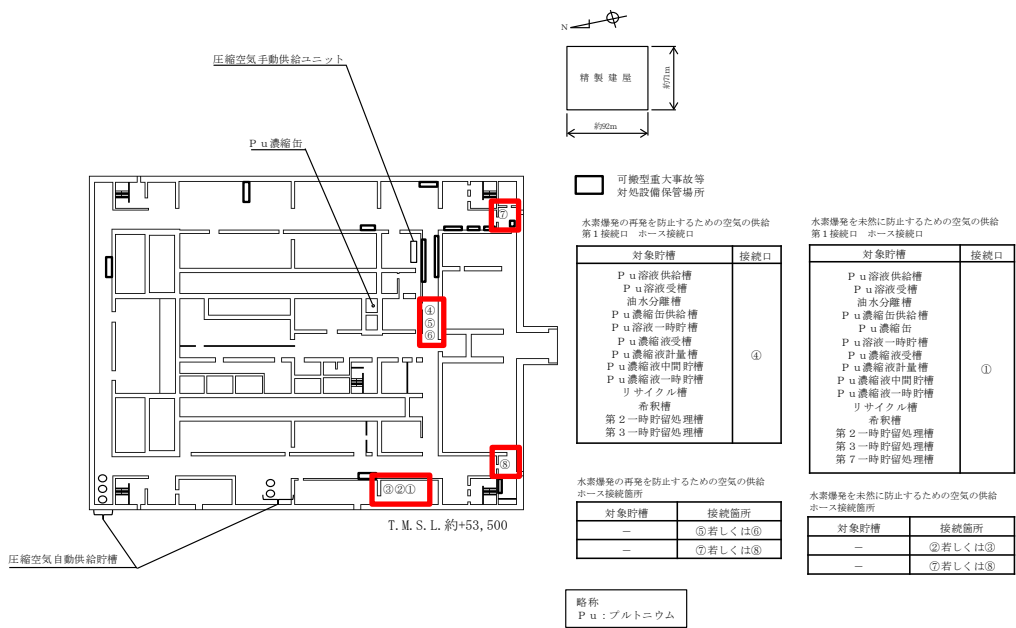 圧縮空気手動供給ユニット
Ｐｕ濃縮缶
⑦
④
⑤
⑥
⑧
③②①
T.M.S.L.約+53,500
圧縮空気自動供給貯槽
N
精製建屋
約71m
約92m
可搬型重大事故等
対処設備保管場所
水素爆発の再発を防止するための空気の供給
第１接続口　ホース接続口
対象貯槽 接続口
Ｐｕ溶液供給槽
Ｐｕ溶液受槽
油水分離槽
Ｐｕ濃縮缶供給槽
Ｐｕ溶液一時貯槽
Ｐｕ濃縮液受槽
Ｐｕ濃縮液計量槽
Ｐｕ濃縮液中間貯槽
Ｐｕ濃縮液一時貯槽
リサイクル槽
希釈槽
第２一時貯留処理槽
第３一時貯留処理槽
④
水素爆発の再発を防止するための空気の供給
ホース接続箇所
対象貯槽 接続箇所
－ ⑤若しくは⑥
－ ⑦若しくは⑧
水素爆発を未然に防止するための空気の供給
第１接続口　ホース接続口
対象貯槽 接続口
Ｐｕ溶液供給槽
Ｐｕ溶液受槽
油水分離槽
Ｐｕ濃縮缶供給槽
Ｐｕ濃縮缶
Ｐｕ溶液一時貯槽
Ｐｕ濃縮液受槽
Ｐｕ濃縮液計量槽
Ｐｕ濃縮液中間貯槽
Ｐｕ濃縮液一時貯槽
リサイクル槽
希釈槽
第２一時貯留処理槽
第３一時貯留処理槽
第７一時貯留処理槽
①
水素爆発を未然に防止するための空気の供給
ホース接続箇所
対象貯槽 接続箇所
－ ②若しくは③
－ ⑦若しくは⑧
略称
Ｐｕ：プルトニウム